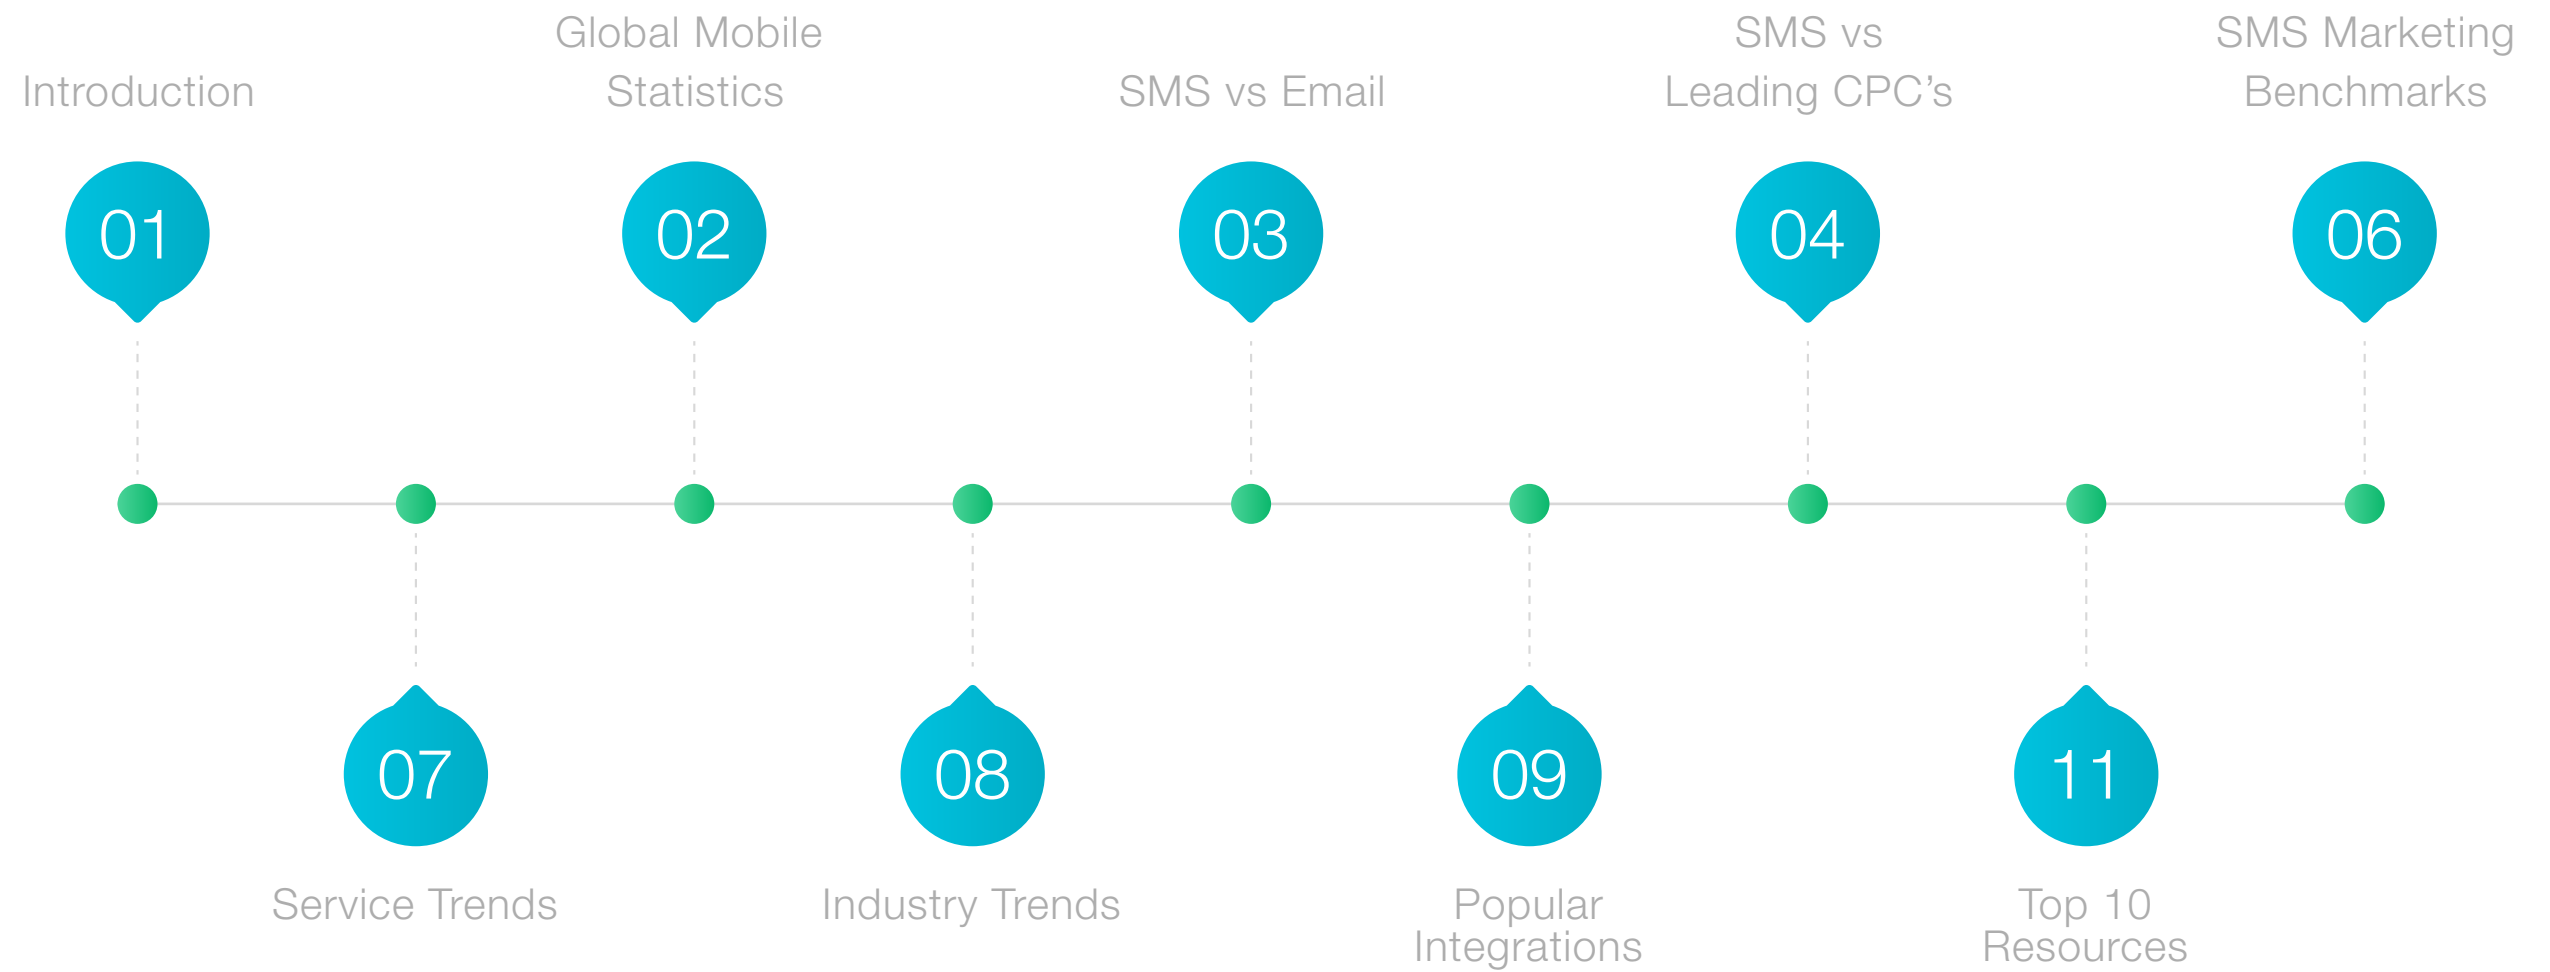 Introduction
01
Global Mobile
Statistics
02
SMS vs Email
03
SMS vs
Leading CPC’s
04
SMS Marketing
Benchmarks
06
07
Service Trends
08
Industry Trends
09
Popular
Integrations
11
Top 10
Resources